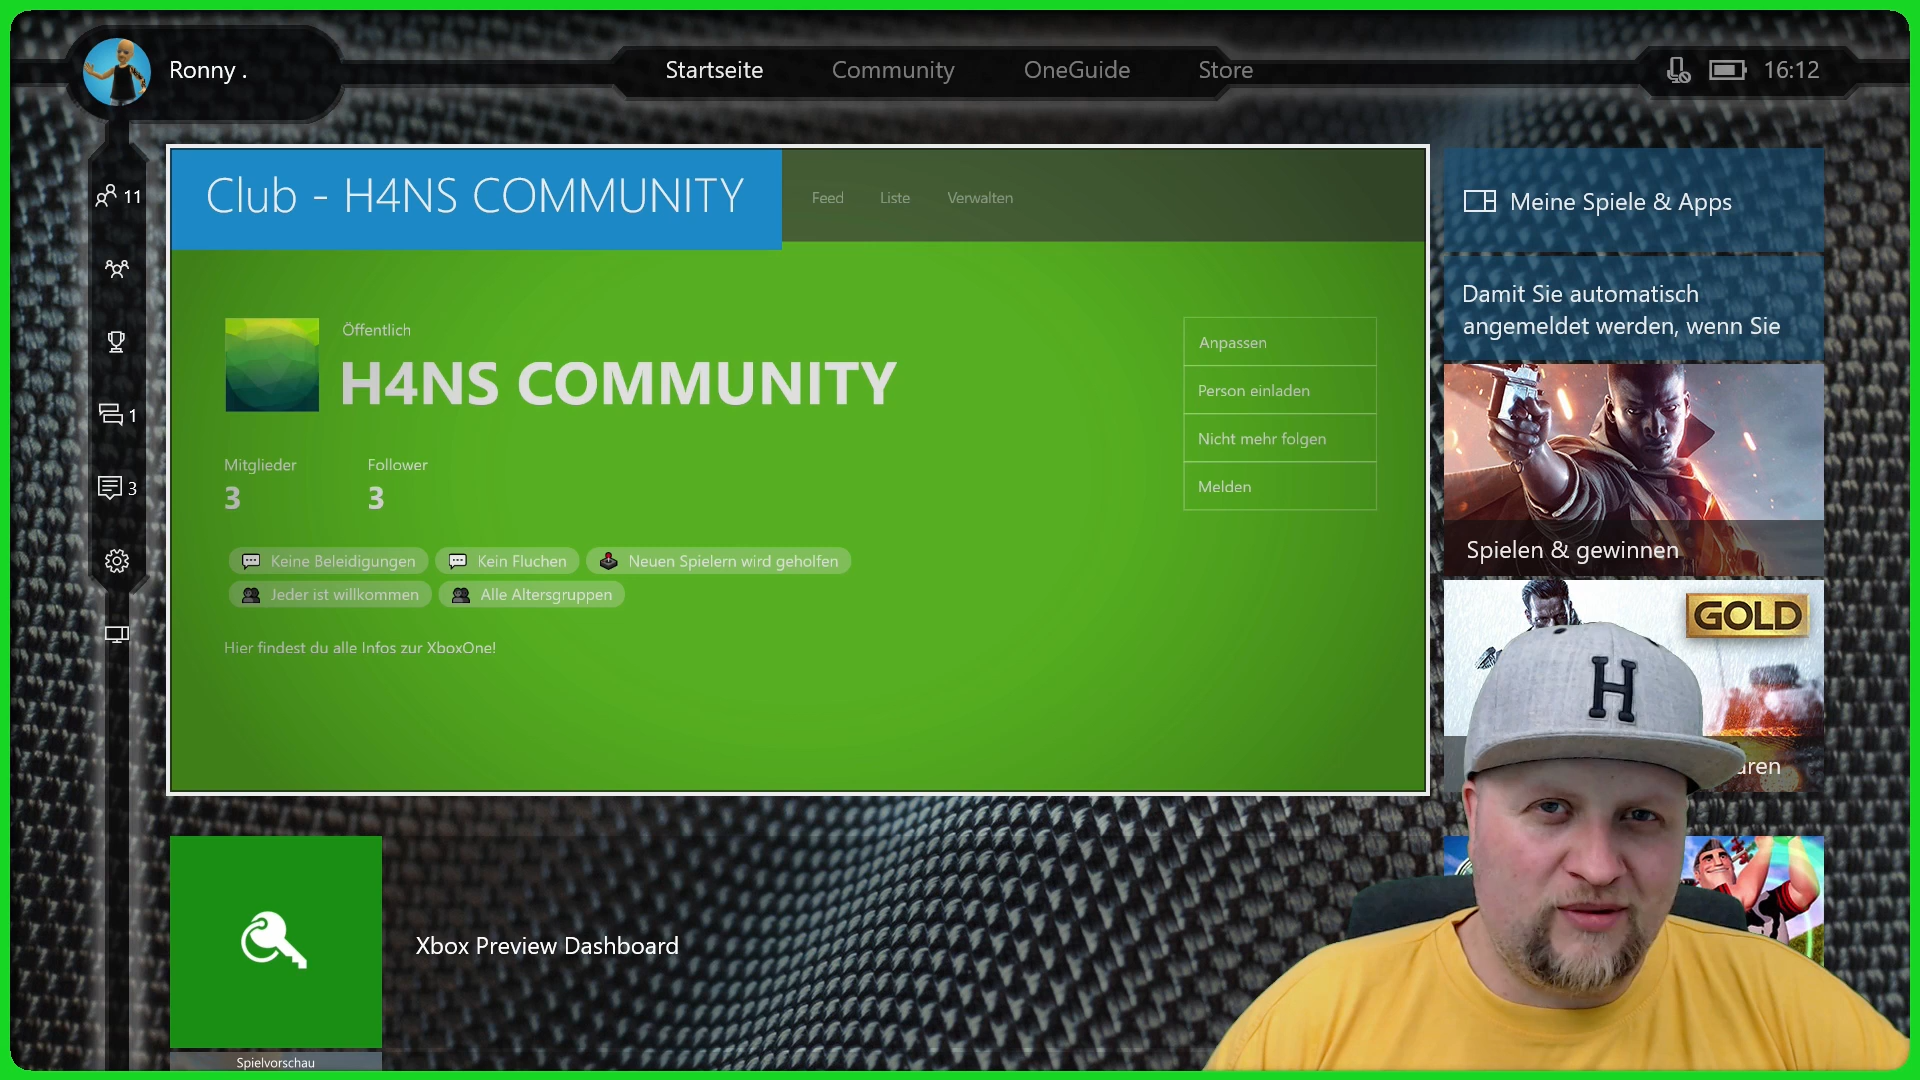 Ronny .
Startseite
Community
OneGuide
Store
16:12
11
1
3
Club - H4NS COMMUNITY
Feed
Liste
Verwalten
Öffentlich
H4NS COMMUNITY
Mitglieder
Follower
3
3
Keine Beleidigungen
Kein Fluchen
Neuen Spielern wird geholfen
Jeder ist willkommen
Alle Altersgruppen
Hier findest du alle Infos zur XboxOne!
Anpassen
Person einladen
Nicht mehr folgen
Melden
Meine Spiele & Apps
Damit Sie automatisch
angemeldet werden, wenn Sie
Spielen & gewinnen
GOLD
H
Xbox Preview Dashboard
Spielvorschau